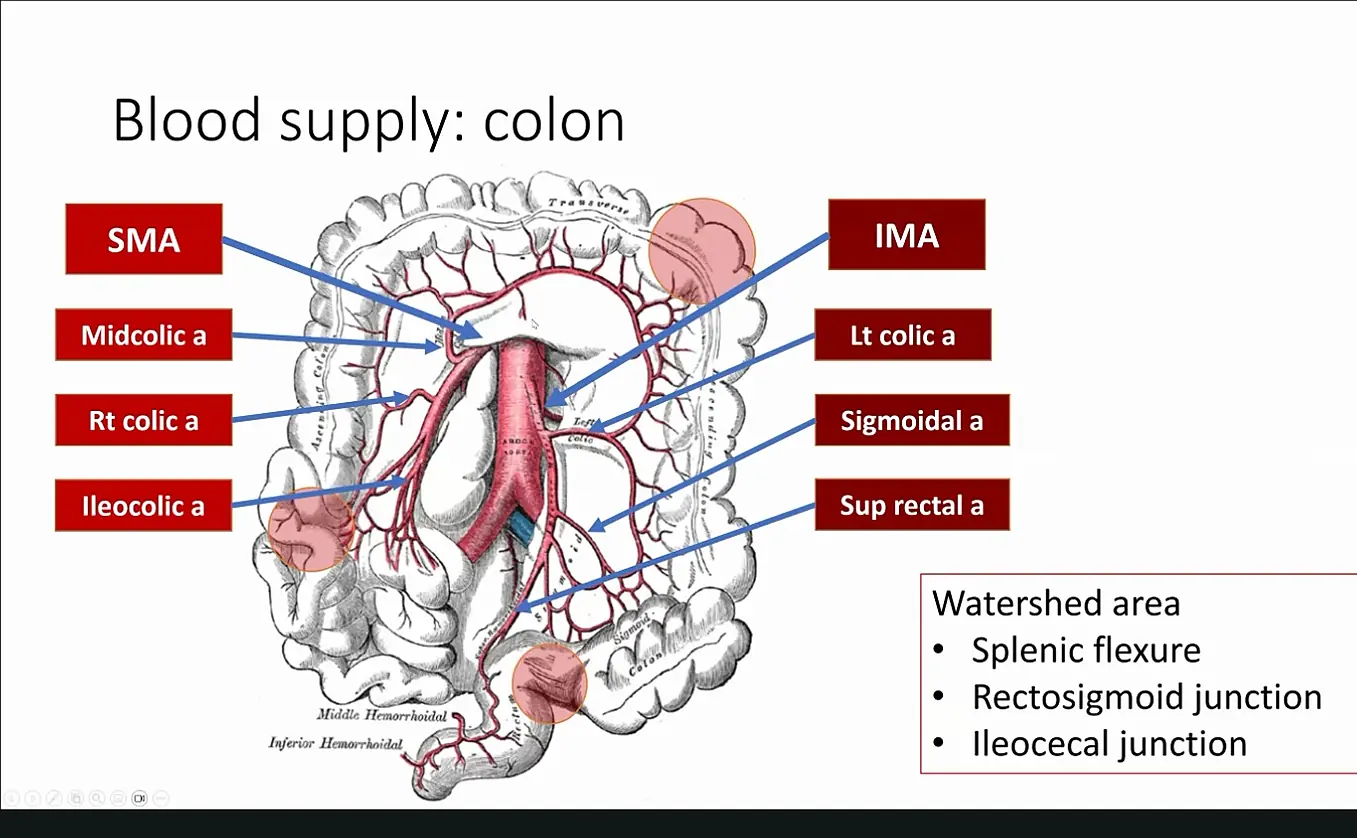 Blood supply: colon
SMA
Midcolic a
Rt colic a
Ileocolic a
IMA
Lt colic a
Sigmoidal a
Sup rectal a
Transverse
Ascending Colon
Left
Colic
Colon
Sigmoid
Colon
Middle Hemorrhoidal
Inferior Hemorrhoidal
Rectum
Watershed area
• Splenic flexure
• Rectosigmoid junction
• Ileocecal junction